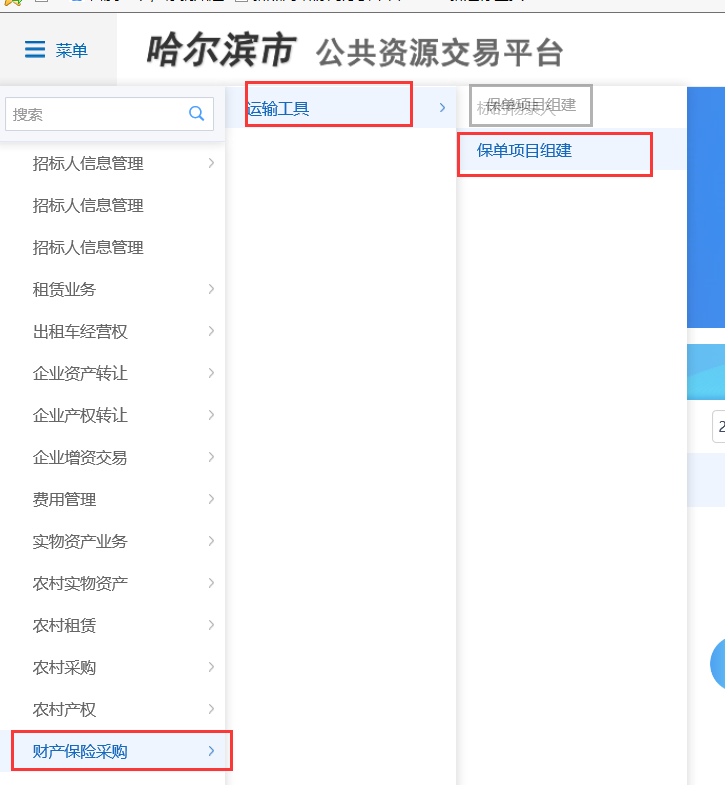 菜单
哈尔滨市 公共资源交易平台
搜索
招标人信息管理
招标人信息管理
招标人信息管理
租赁业务
出租车经营权
企业资产转让
企业产权转让
企业增资交易
费用管理
实物资产业务
农村实物资产
农村租赁
农村采购
农村产权
财产保险采购
运输工具
保单项目组建
保单项目组建
2